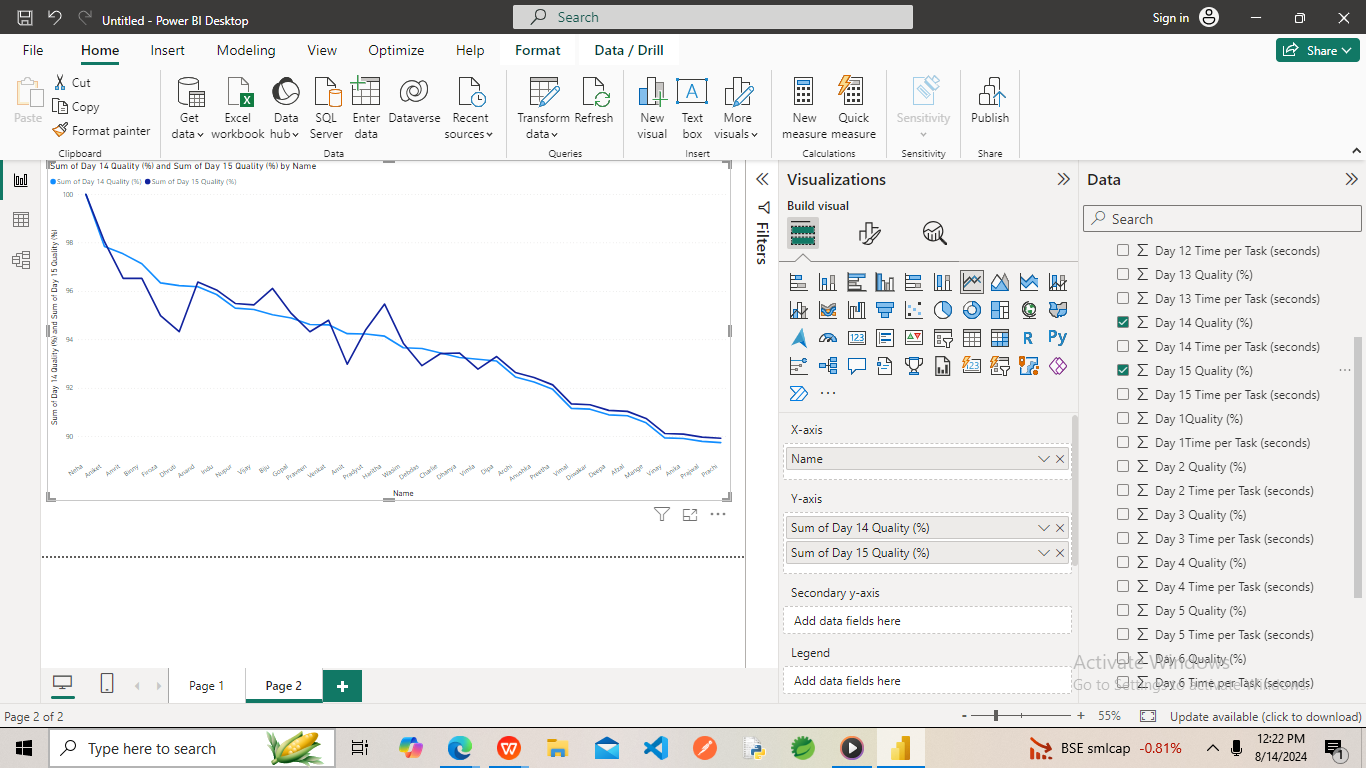 Untitled - Power BI Desktop
Search
Sign in
File Home Insert Modeling View Optimize Help Format Data / Drill
Share
Paste
Cut
Copy
Format painter
Clipboard
Get data
Excel workbook
Data hub
SQL Server
Enter data
Dataverse
Recent sources
Data
Transform data
Refresh
Queries
New visual
Text box
More visuals
Insert
New measure
Quick measure
Calculations
Sensitivity
Sensitivity
Publish
Share
Sum of Day 14 Quality (%) and Sum of Day 15 Quality (%) by Name
Sum of Day 14 Quality (%) Sum of Day 15 Quality (%)
Sum of Day 14 Quality (%) and Sum of Day 15 Quality (%)
100
98
96
94
92
90
Neha Aniket Amrit Binny Firoza Dhruti Anand Indu Nupur Vijay Biju Gopal Praveen Venkat Amit Pradyut Haritha Wasim Debdas Charlie Dhanya Vimla Dipa Archi Anushka Preetha Vimal Diwakar Deepa Afzal Mange Vinay Anika Prajwal Prachi
Name
Filters
Visualizations
Build visual
X-axis
Name
Y-axis
Sum of Day 14 Quality (%)
Sum of Day 15 Quality (%)
Secondary y-axis
Add data fields here
Legend
Add data fields here
Data
Search
Day 12 Time per Task (seconds)
Day 13 Quality (%)
Day 13 Time per Task (seconds)
Day 14 Quality (%)
Day 14 Time per Task (seconds)
Day 15 Quality (%)
Day 15 Time per Task (seconds)
Day 1Quality (%)
Day 1Time per Task (seconds)
Day 2 Quality (%)
Day 2 Time per Task (seconds)
Day 3 Quality (%)
Day 3 Time per Task (seconds)
Day 4 Quality (%)
Day 4 Time per Task (seconds)
Day 5 Quality (%)
Day 5 Time per Task (seconds)
Day 6 Quality (%)
Day 6 Time per Task (seconds)
Activate Windows
Go to Settings to activate Windows.
Page 1 Page 2
Page 2 of 2
55%
Update available (click to download)
Type here to search
BSE smlcap -0.81%
12:22 PM
8/14/2024
1